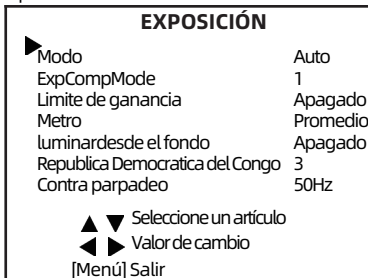 EXPOSICIÓN
Modo Auto
ExpCompMode 1
Limite de ganancia Apagado
Metro Promedio
luminardesde el fondo Apagado
Republica Democratica del Congo 3
Contra parpadeo 50Hz
Seleccione un artículo
Valor de cambio
[Menú] Salir